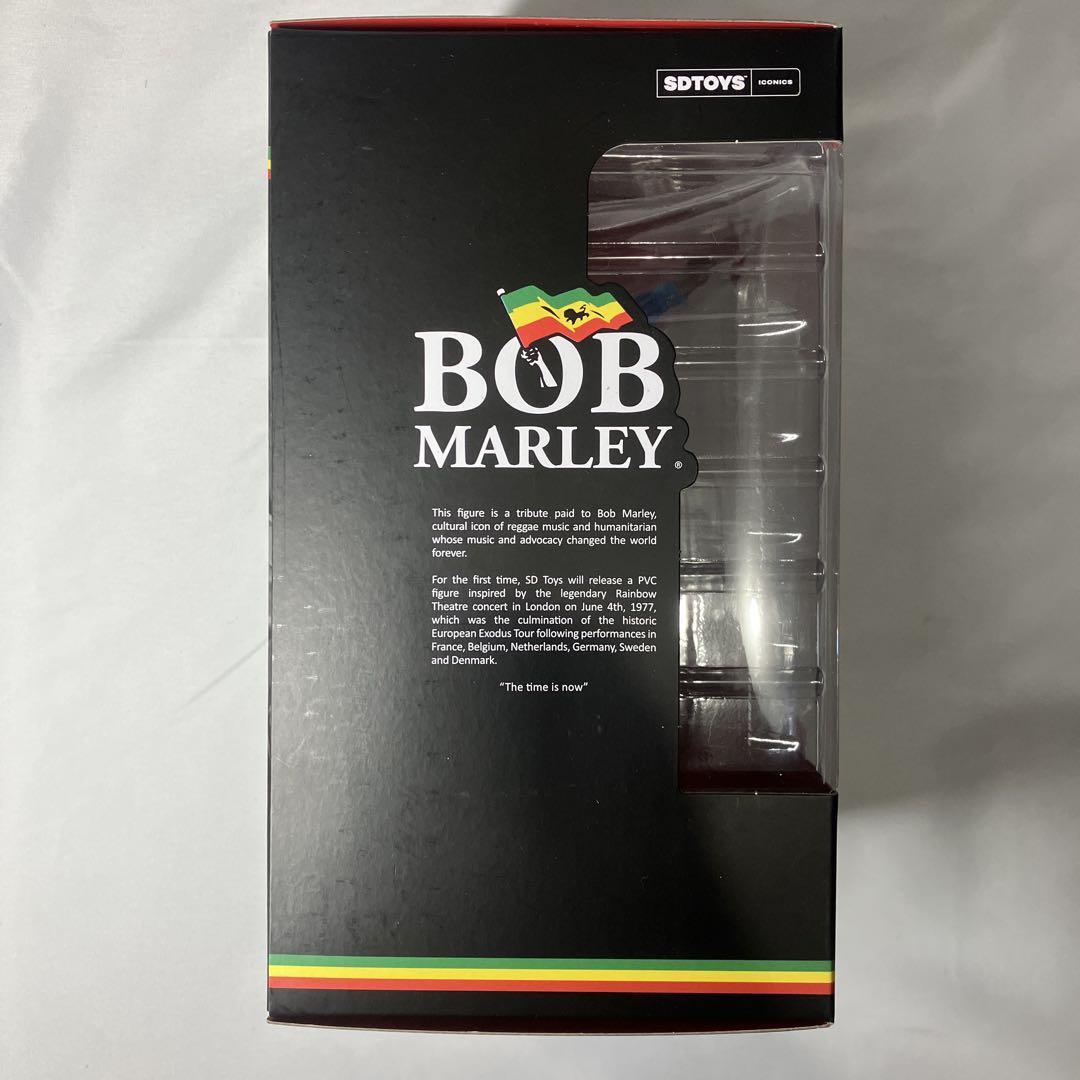 SDTOYS™ ICONICS
BOB
MARLEY®
This figure is a tribute paid to Bob Marley,
cultural icon of reggae music and humanitarian
whose music and advocacy changed the world
forever.
For the first time, SD Toys will release a PVC
figure inspired by the legendary Rainbow
Theatre concert in London on June 4th, 1977,
which was the culmination of the historic
European Exodus Tour following performances in
France, Belgium, Netherlands, Germany, Sweden
and Denmark.
“The time is now”